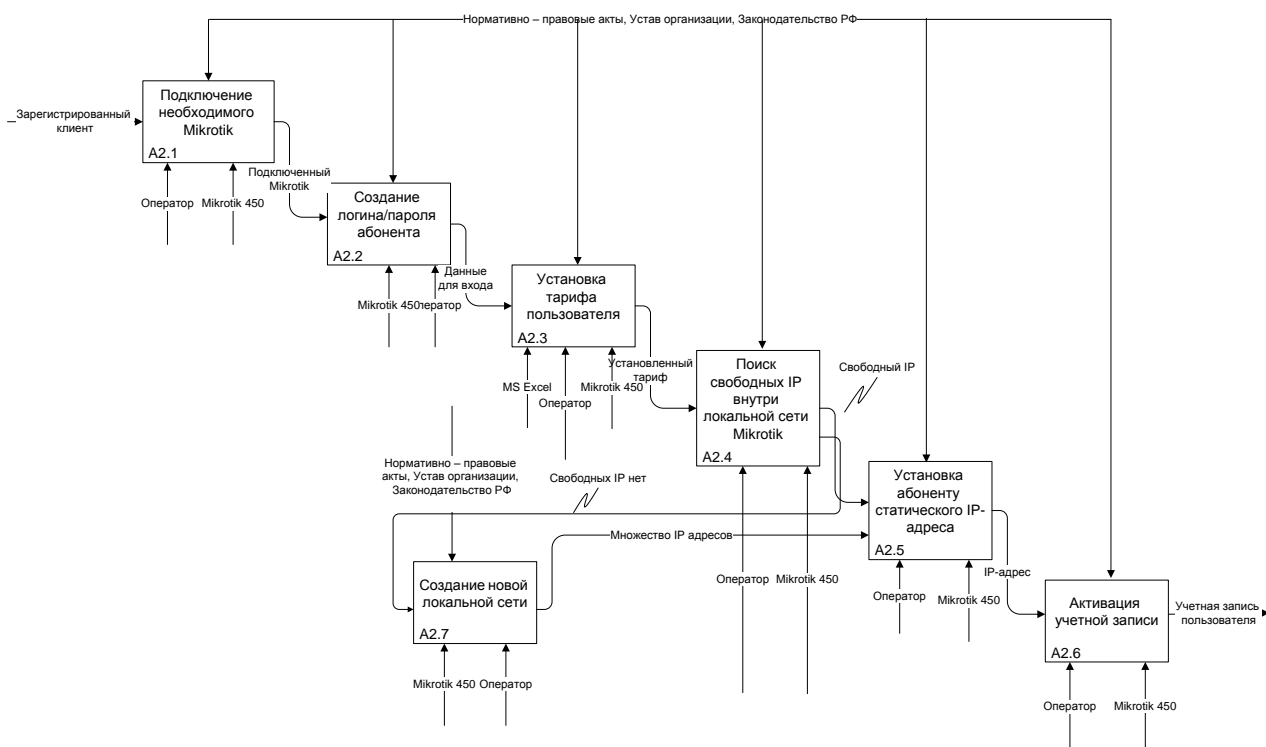 Нормативно – правовые акты, Устав организации, Законодательство РФ
Зарегистрированный
клиент
Подключение
необходимого
Mikrotik
A2.1
Оператор
Mikrotik 450
Подключенный
Mikrotik
Создание
логина/пароля
абонента
A2.2
Mikrotik 450
ператор
Данные
для входа
Установка
тарифа
пользователя
A2.3
MS Excel
Оператор
Mikrotik 450
Установленный
тариф
Поиск
свободных IP
внутри
локальной сети
Mikrotik
A2.4
Оператор
Mikrotik 450
Свободный IP
Свободных IP нет
Нормативно – правовые
акты, Устав организации,
Законодательство РФ
Множество IP адресов
Установка
абоненту
статического IP-
адреса
A2.5
Оператор
Mikrotik 450
IP-адрес
Создание новой
локальной сети
A2.7
Mikrotik 450
Оператор
Активация
учетной записи
A2.6
Оператор
Mikrotik 450
Учетная запись
пользователя